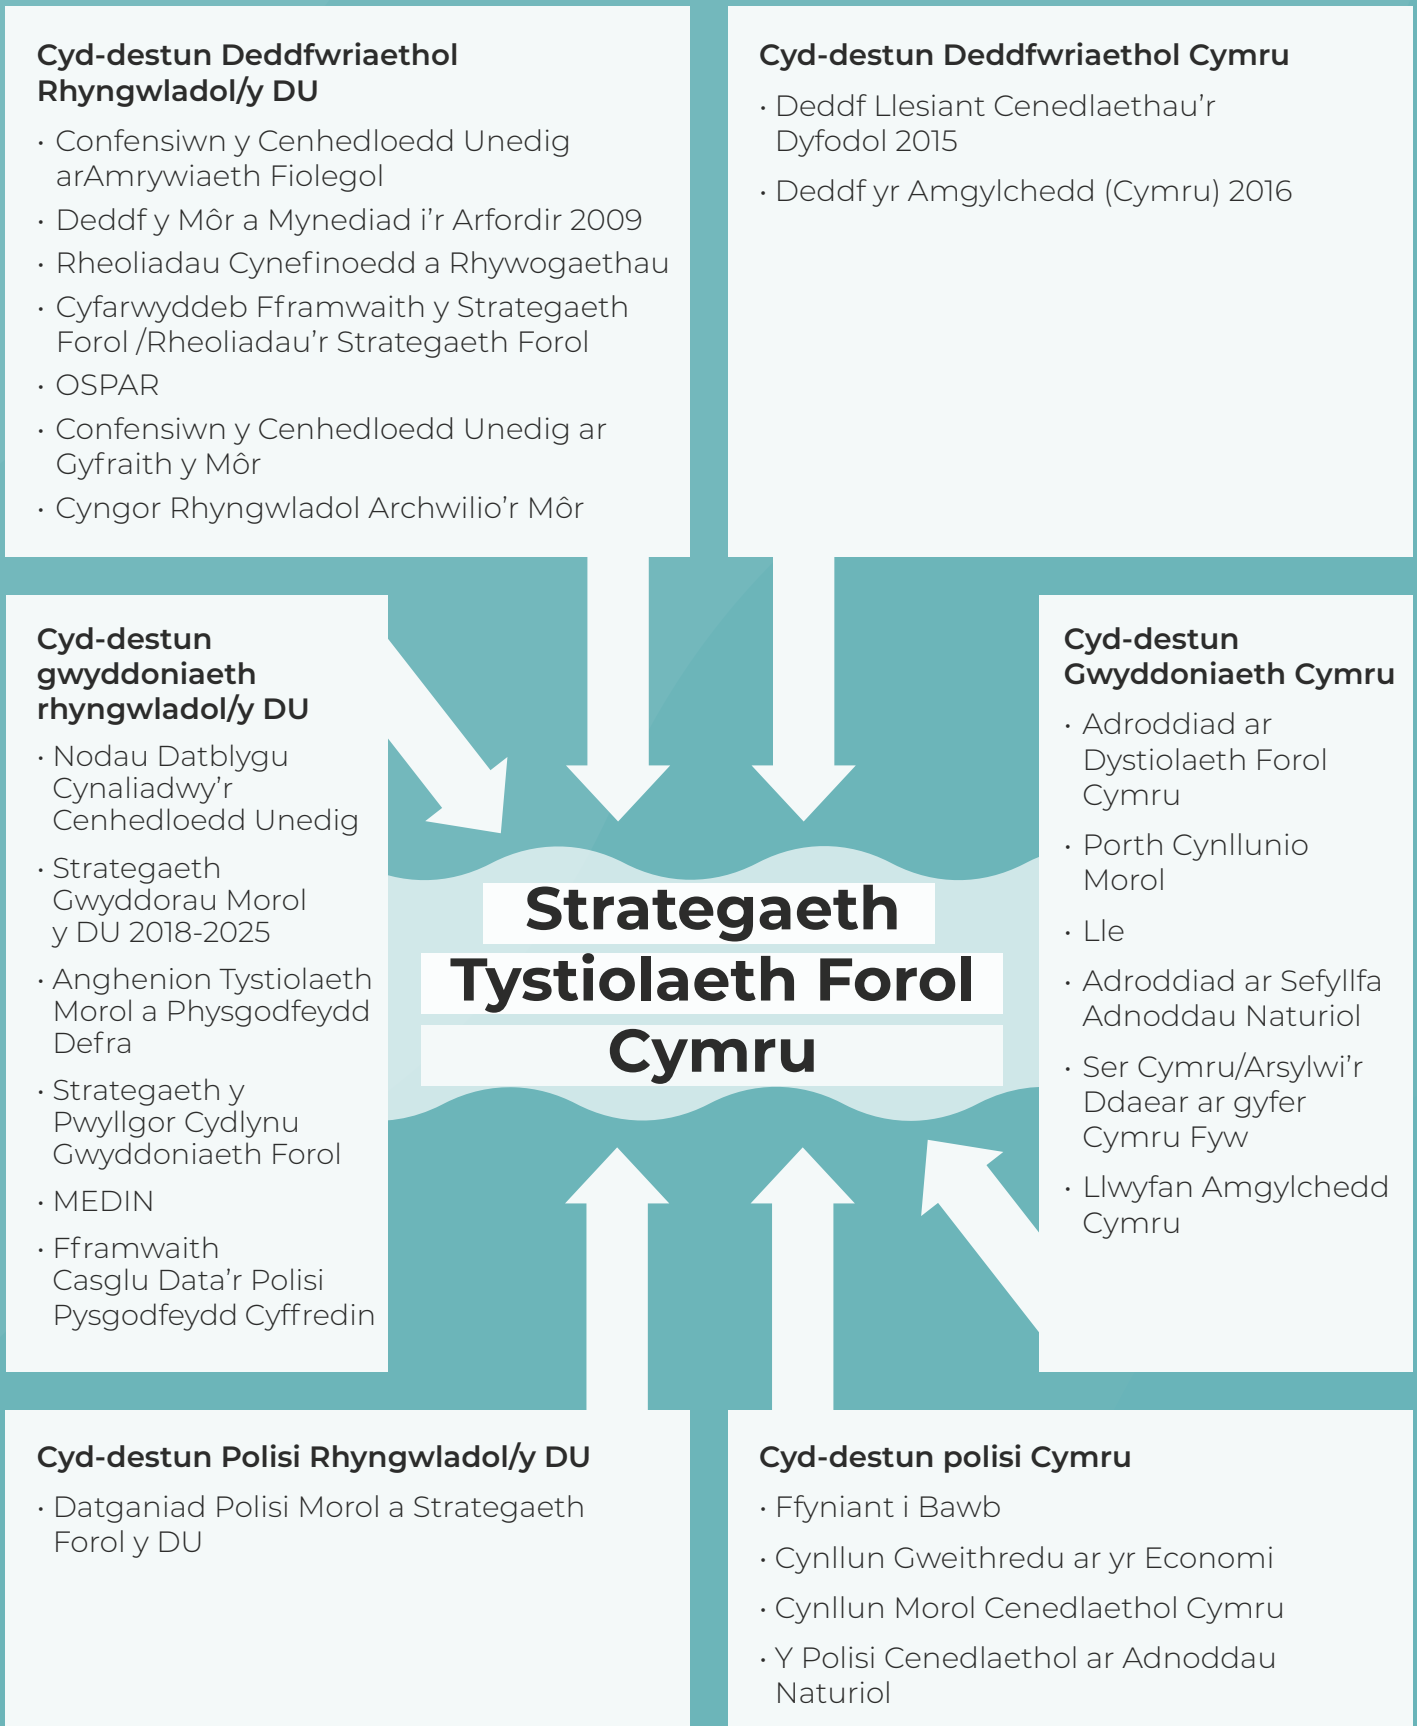 Cyd-destun Deddfwriaethol
Rhyngwladol/y DU
· Confensiwn y Cenhedloedd Unedig
arAmrywiaeth Fiolegol
· Deddf y Môr a Mynediad i'r Arfordir 2009
· Rheoliadau Cynefinoedd a Rhywogaethau
· Cyfarwyddeb Fframwaith y Strategaeth
Forol /Rheoliadau'r Strategaeth Forol
· OSPAR
· Confensiwn y Cenhedloedd Unedig ar
Gyfraith y Môr
· Cyngor Rhyngwladol Archwilio'r Môr
Cyd-destun Deddfwriaethol Cymru
· Deddf Llesiant Cenedlaethau'r
Dyfodol 2015
· Deddf yr Amgylchedd (Cymru) 2016
Cyd-destun
gwyddoniaeth
rhyngwladol/y DU
· Nodau Datblygu
Cynaliadwy'r
Cenhedloedd Unedig
· Strategaeth
Gwyddorau Morol
y DU 2018-2025
· Anghenion Tystiolaeth
Morol a Physgodfeydd
Defra
· Strategaeth y
Pwyllgor Cydlynu
Gwyddoniaeth Forol
· MEDIN
· Fframwaith
Casglu Data'r Polisi
Pysgodfeydd Cyffredin
Strategaeth
Tystiolaeth Forol
Cymru
Cyd-destun
Gwyddoniaeth Cymru
· Adroddiad ar
Dystiolaeth Forol
Cymru
· Porth Cynllunio
Morol
· Lle
· Adroddiad ar Sefyllfa
Adnoddau Naturiol
· Ser Cymru/Arsylwi'r
Ddaear ar gyfer
Cymru Fyw
· Llwyfan Amgylchedd
Cymru
Cyd-destun Polisi Rhyngwladol/y DU
· Datganiad Polisi Morol a Strategaeth
Forol y DU
Cyd-destun polisi Cymru
· Ffyniant i Bawb
· Cynllun Gweithredu ar yr Economi
· Cynllun Morol Cenedlaethol Cymru
· Y Polisi Cenedlaethol ar Adnoddau
Naturiol